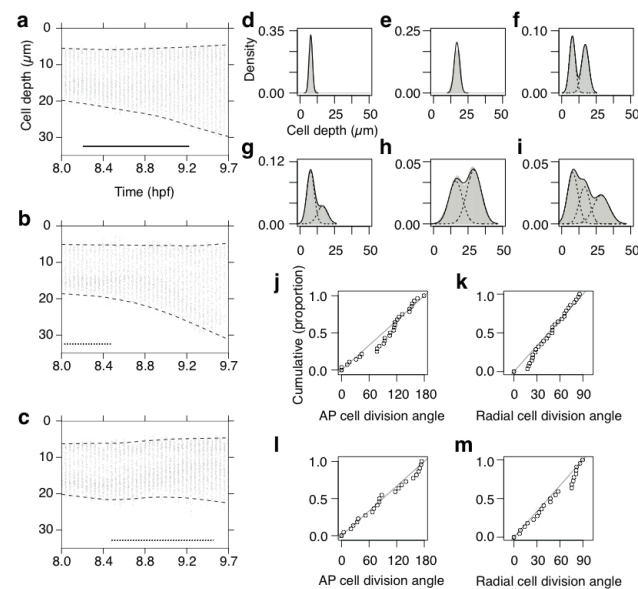 a
0
10
20
30
Cell depth (µm)
8.0 8.4 8.8 9.2 9.7
Time (hpf)
b
0
10
20
30
8.0 8.4 8.8 9.2 9.7
c
0
10
20
30
8.0 8.4 8.8 9.2 9.7
d
0.35
0.00
Density
0 25 50
Cell depth (µm)
e
0.25
0.00
0 25 50
f
0.10
0.00
0 25 50
g
0.12
0.00
0 25 50
h
0.05
0.00
0 25 50
i
0.05
0.00
0 25 50
j
1.0
0.5
0.0
Cumulative (proportion)
0 60 120 180
AP cell division angle
k
1.0
0.5
0.0
0 30 60 90
Radial cell division angle
l
1.0
0.5
0.0
0 60 120 180
AP cell division angle
m
1.0
0.5
0.0
0 30 60 90
Radial cell division angle